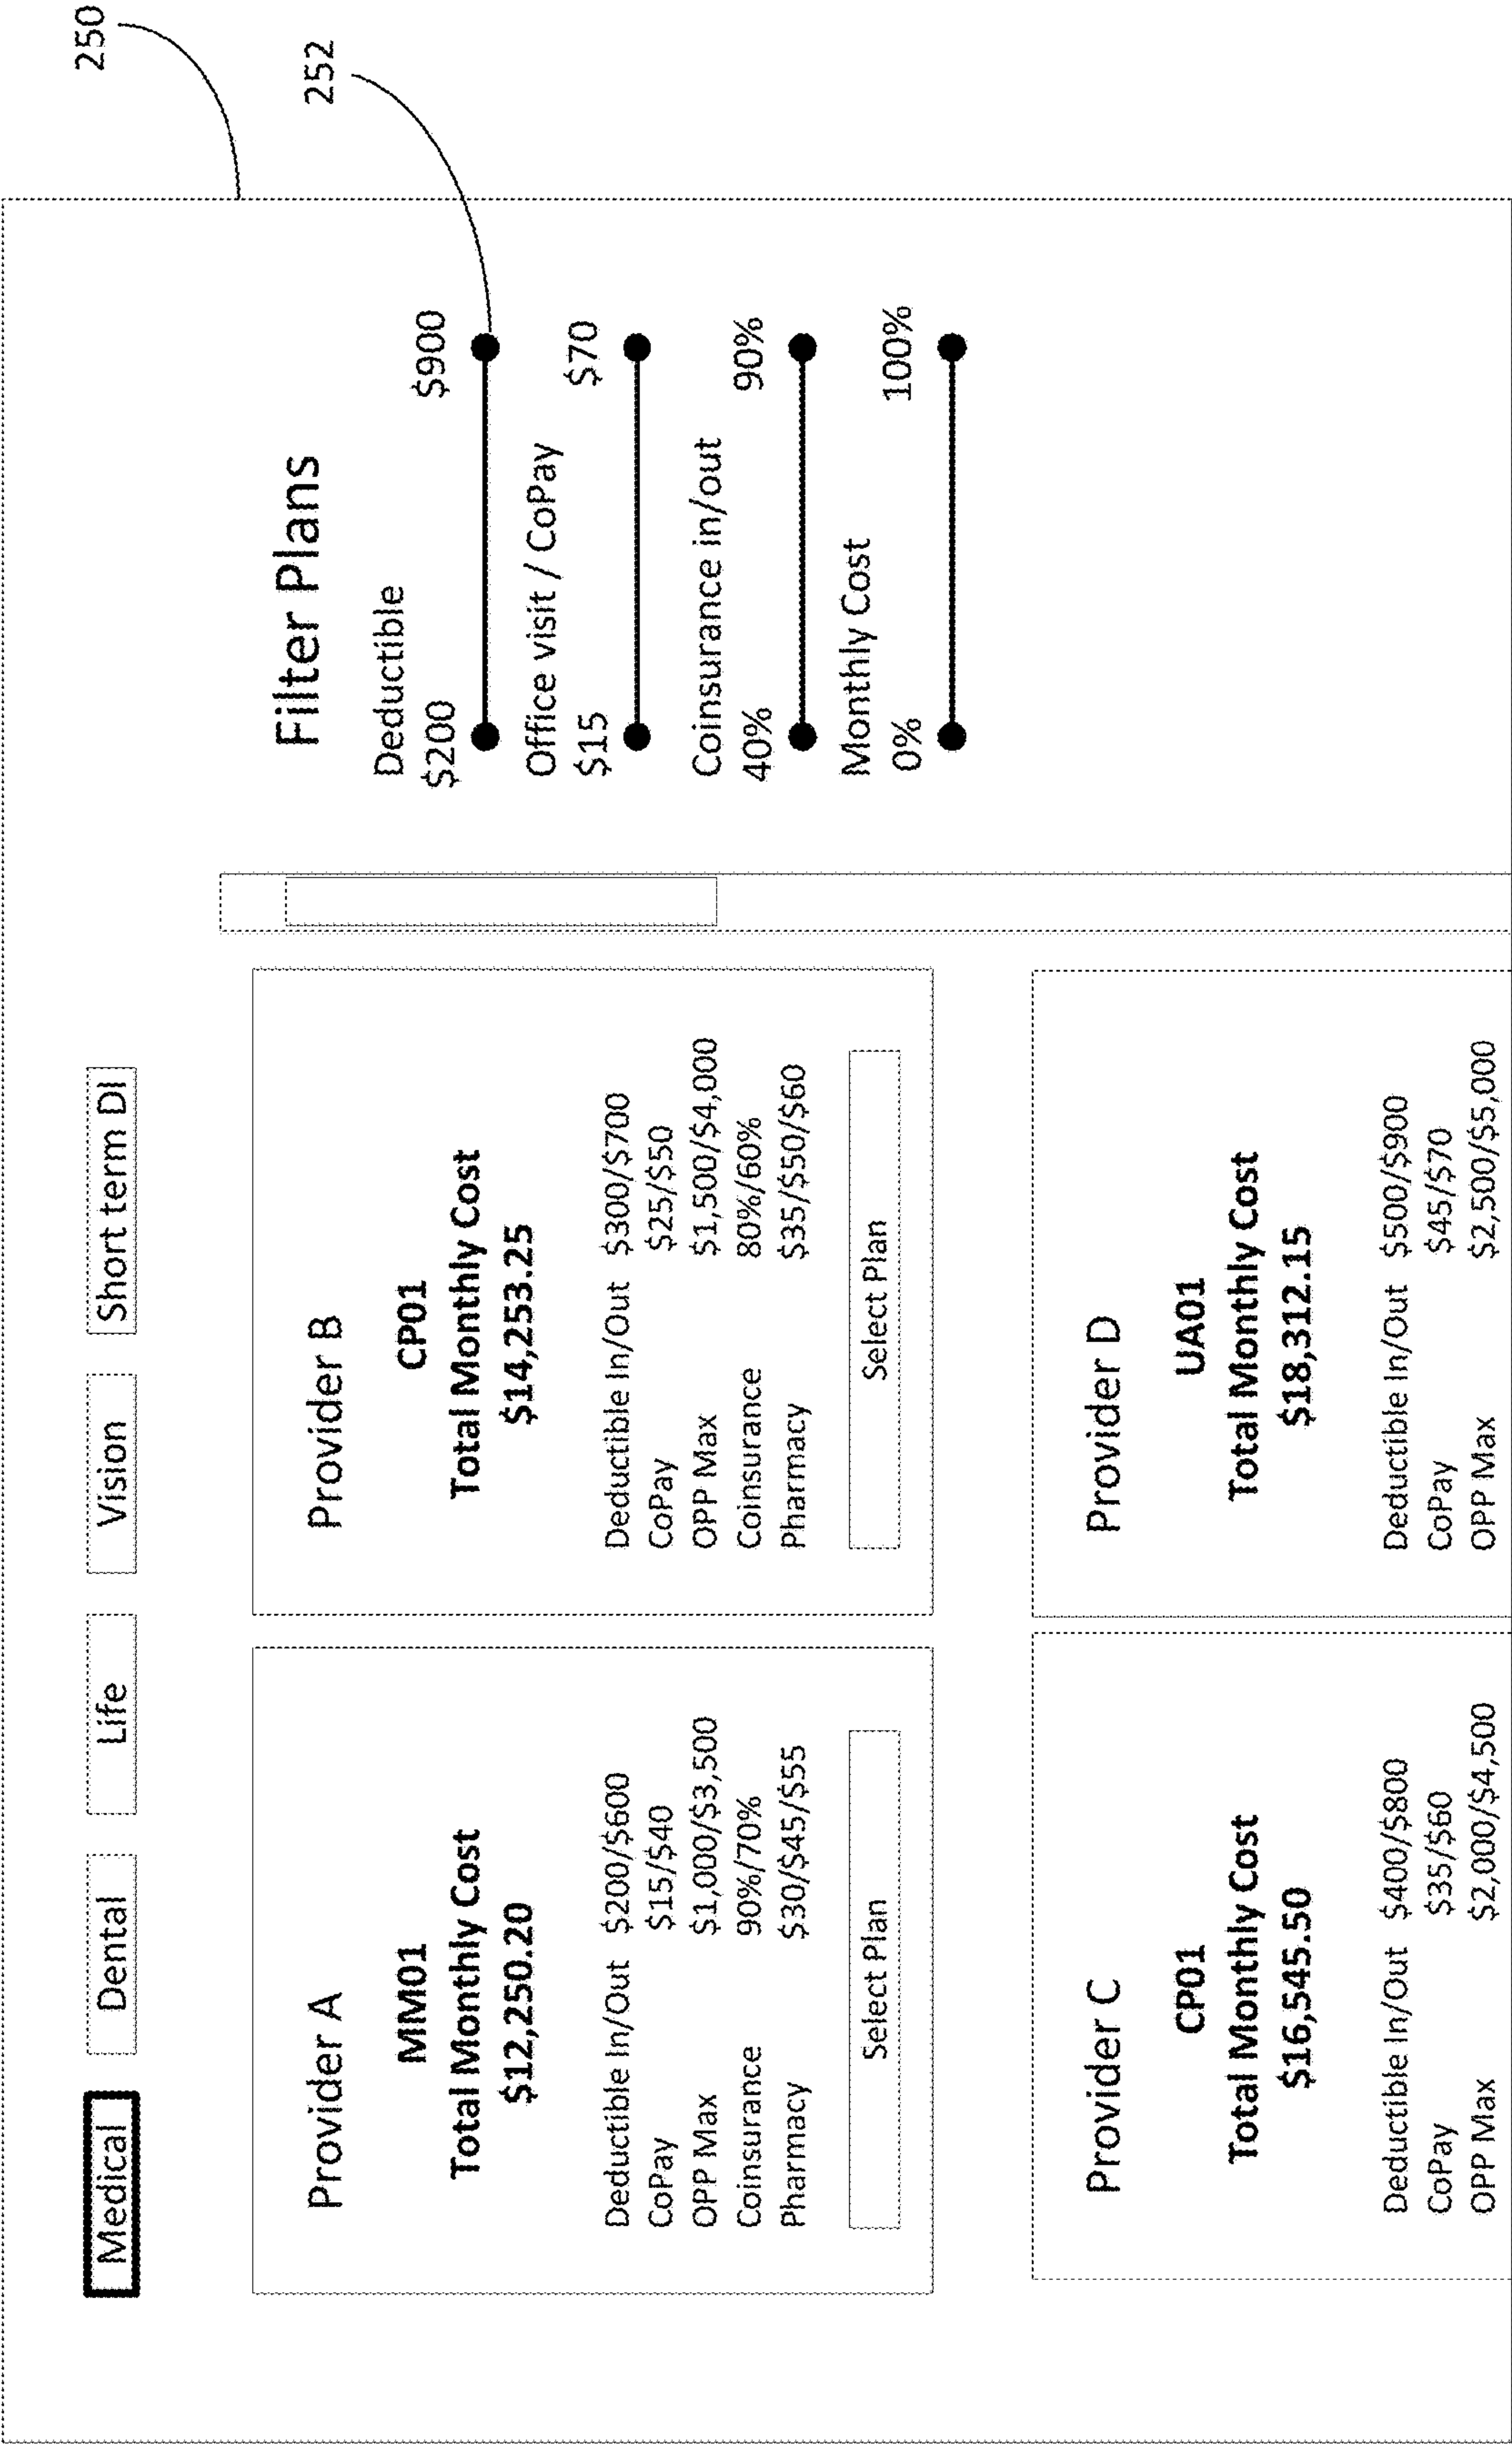 250
252
Medical
Dental
Life
Vision
Short term DI
Provider A
MM01
Total Monthly Cost
$12,250.20
Deductible In/Out $200/$600
CoPay $15/$40
OPP Max $1,000/$3,500
Coinsurance 90%/70%
Pharmacy $30/$45/$55
Select Plan
Provider B
CP01
Total Monthly Cost
$14,253.25
Deductible In/Out $300/$700
CoPay $25/$50
OPP Max $1,500/$4,000
Coinsurance 80%/60%
Pharmacy $35/$50/$60
Select Plan
Provider C
CP01
Total Monthly Cost
$16,545.50
Deductible In/Out $400/$800
CoPay $35/$60
OPP Max $2,000/$4,500
Provider D
UA01
Total Monthly Cost
$18,312.15
Deductible In/Out $500/$900
CoPay $45/$70
OPP Max $2,500/$5,000
Filter Plans
Deductible
$200 $900
Office visit / CoPay
$15 $70
Coinsurance in/out
40% 90%
Monthly Cost
0% 100%